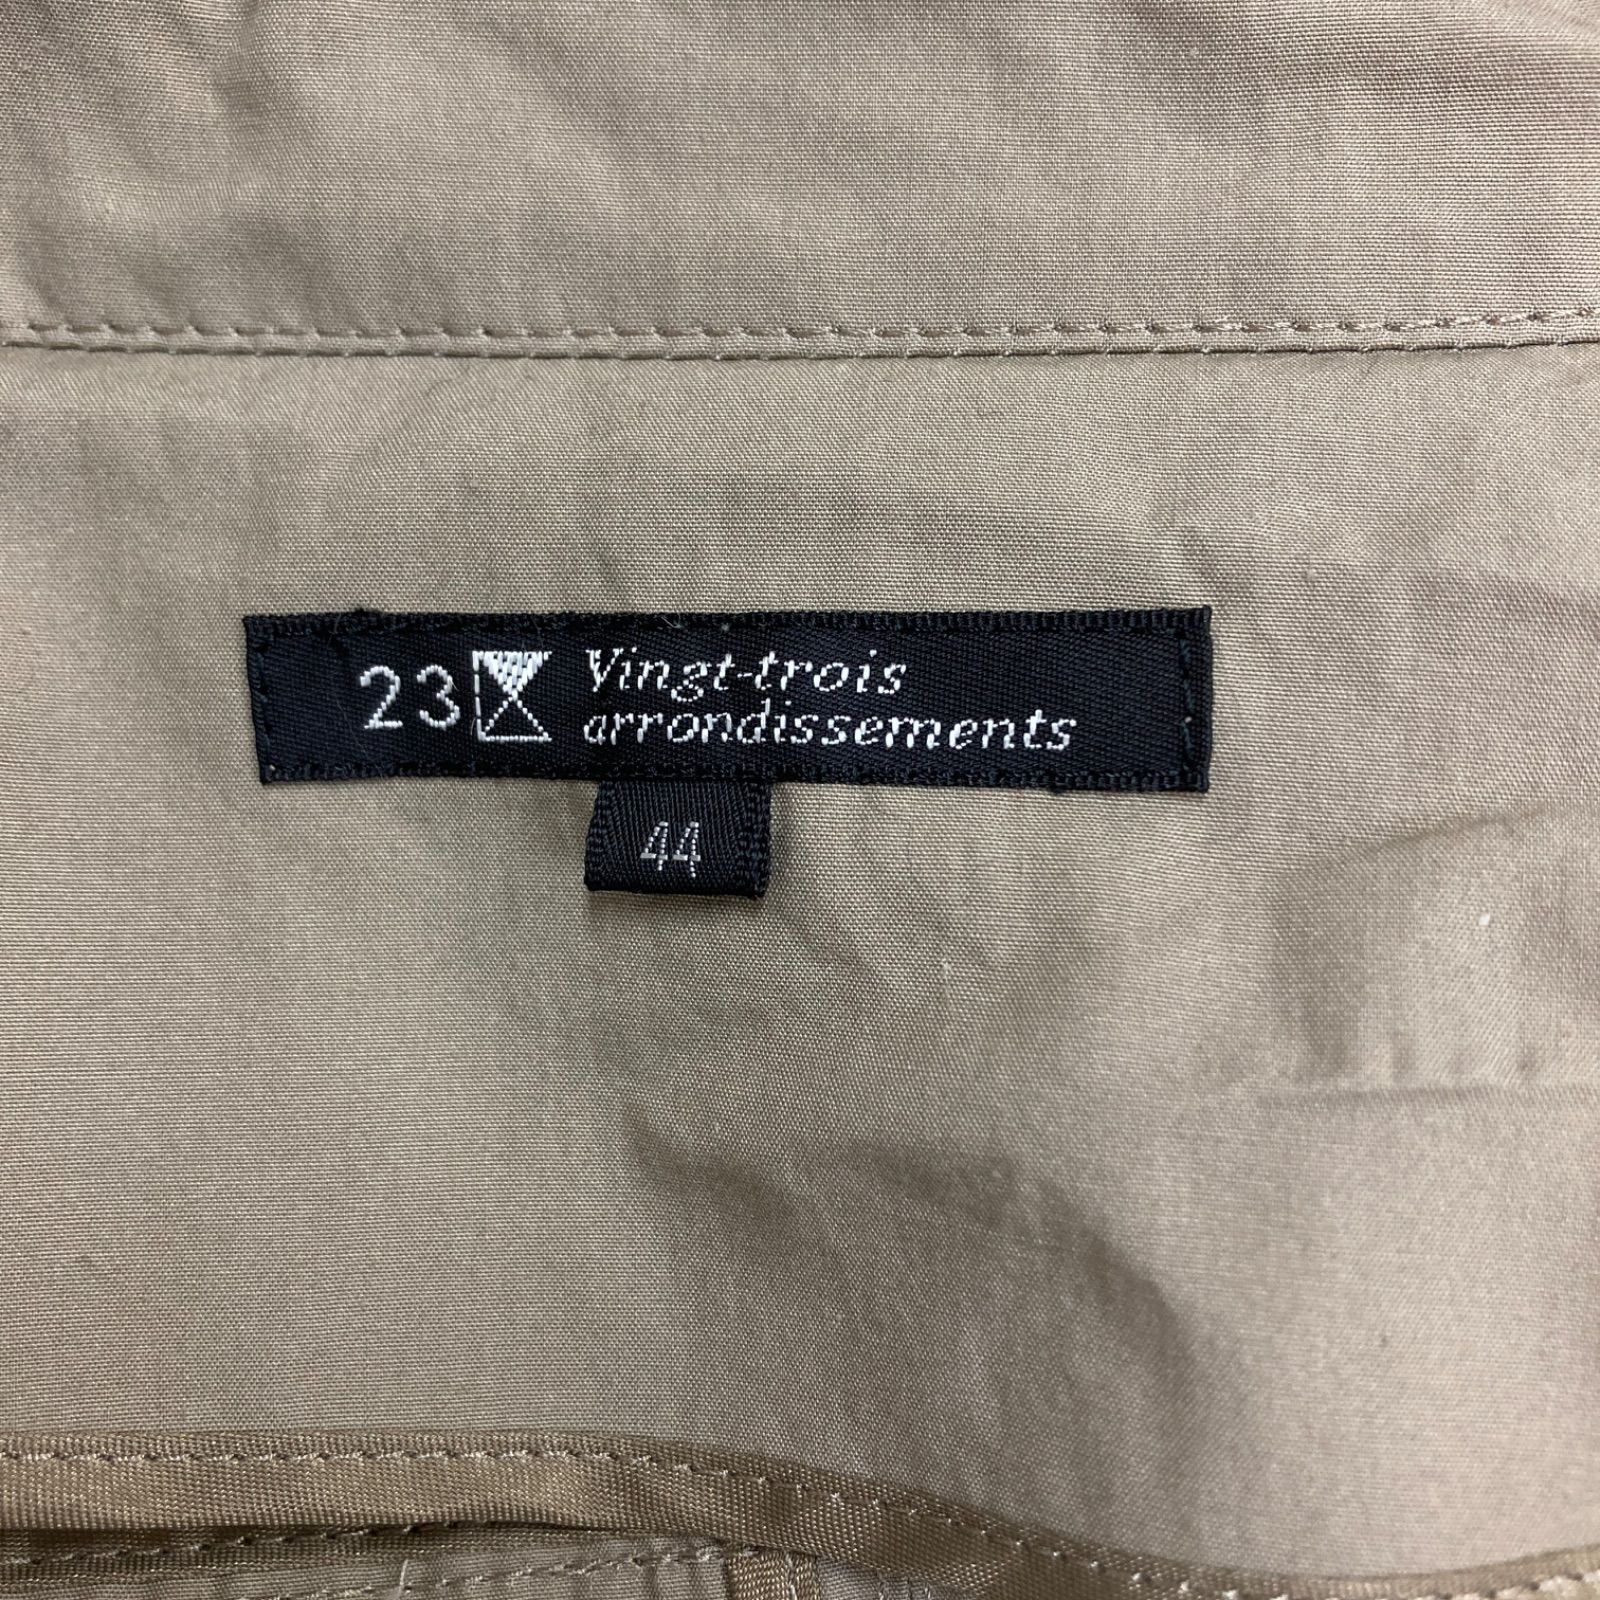 23
Vingt-trois
arrondissements
44